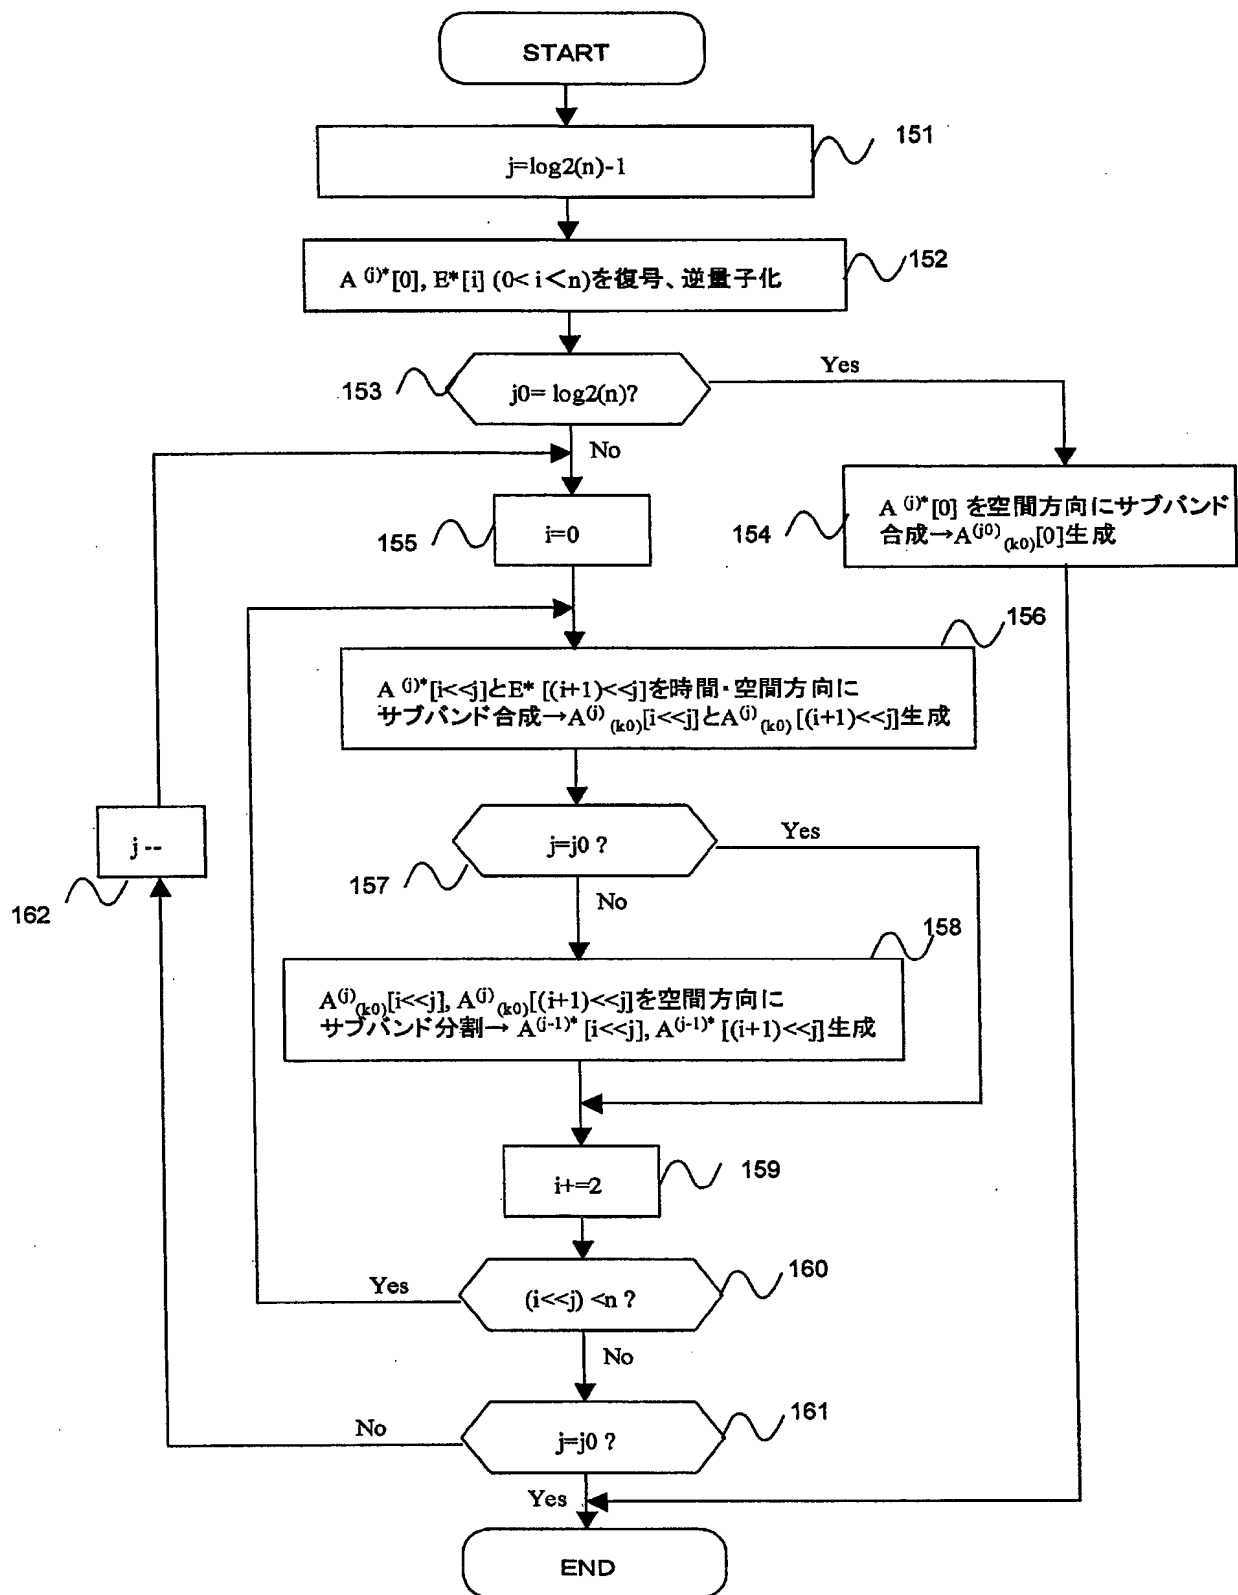 START
151
j=log2(n)-1
152
A(j)*[0], E*[i] (0< i <n)を復号、逆量子化
153
j0= log2(n)?
Yes
No
154
A(j)*[0] を空間方向にサブバンド
合成→A(j0)(k0)[0]生成
155
i=0
156
A(j)*[i<<j]とE*[(i+1)<<j]を時間・空間方向に
サブバンド合成→A(j)(k0)[i<<j]とA(j)(k0)[(i+1)<<j]生成
157
j=j0 ?
Yes
No
j --
162
158
A(j)(k0)[i<<j], A(j)(k0)[(i+1)<<j]を空間方向に
サブバンド分割→ A(j-1)*[i<<j], A(j-1)*[(i+1)<<j]生成
159
i+=2
160
(i<<j) <n ?
Yes
No
161
j=j0 ?
No
Yes
END